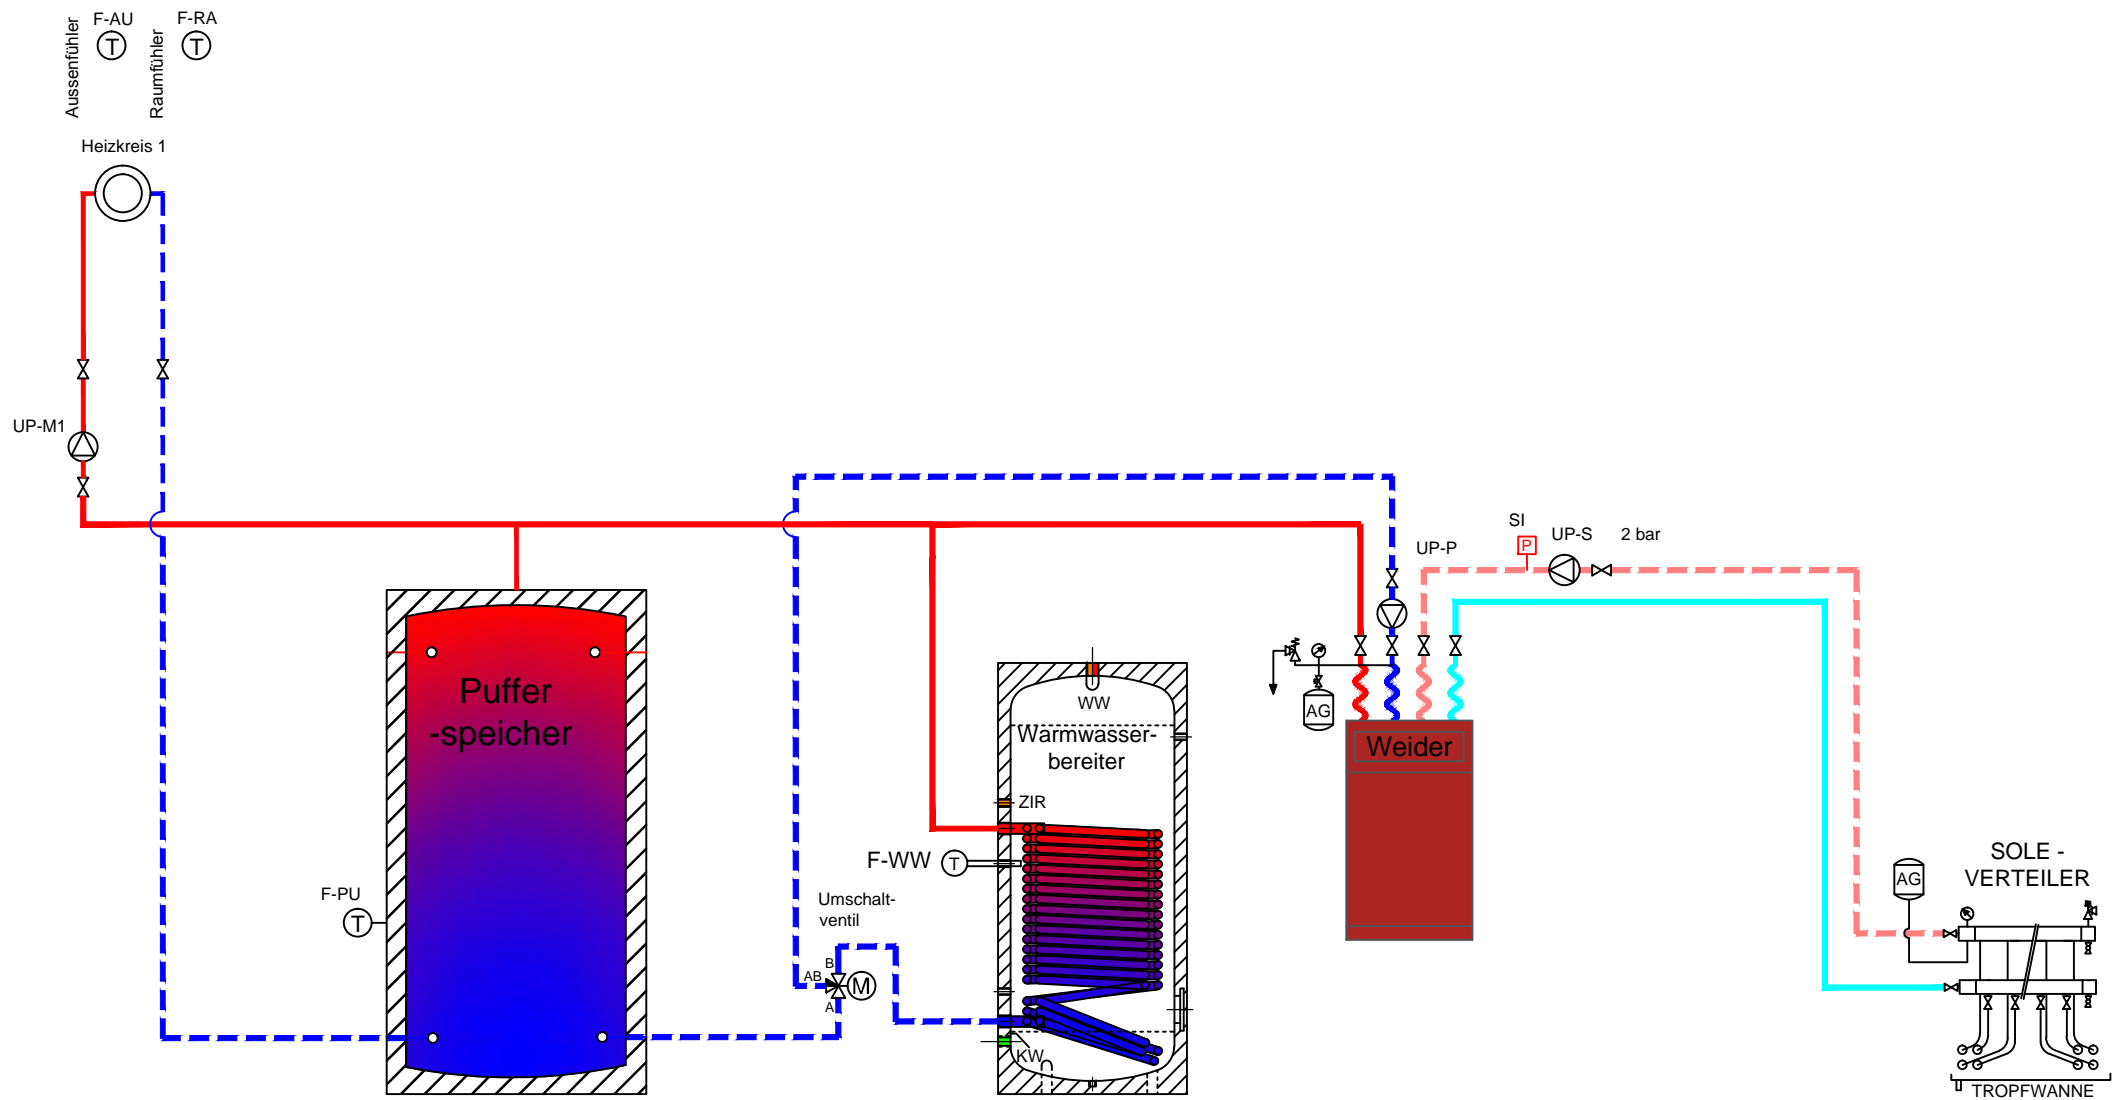 F-AU
F-RA
Aussenfühler
T
Raumfühler
T
Heizkreis 1
UP-M1
SI
UP-S
2 bar
UP-P
P
Puffer
-speicher
WW
AG
Warmwasser-
bereiter
Weider
ZIR
F-WW
T
F-PU
T
Umschalt-
ventil
B
AB
M
A
KW
SOLE -
VERTEILER
AG
TROPFWANNE